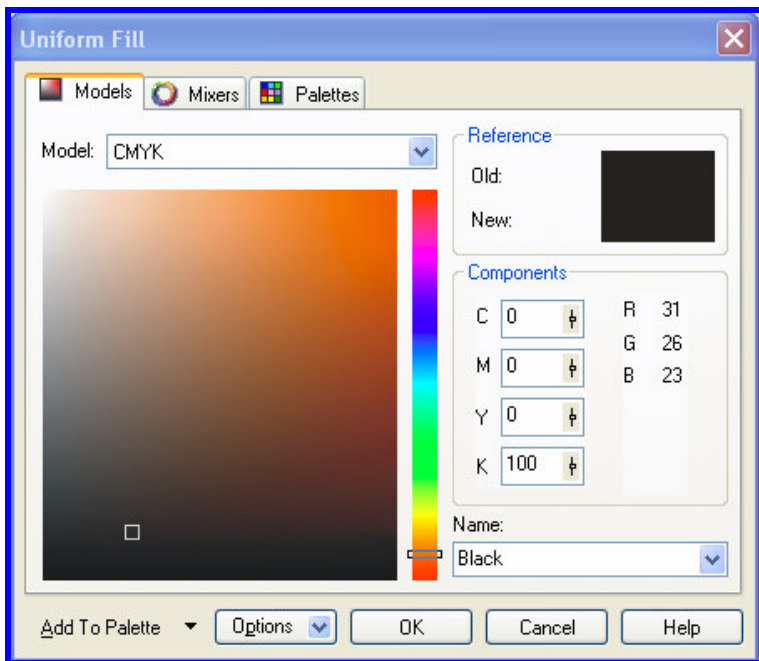 Uniform Fill
Models Mixers Palettes
Model: CMYK
Reference
Old:
New:
Components
C 0 R 31
G 26
M 0 B 23
Y 0
K 100
Name:
Black
Add To Palette Options OK Cancel Help